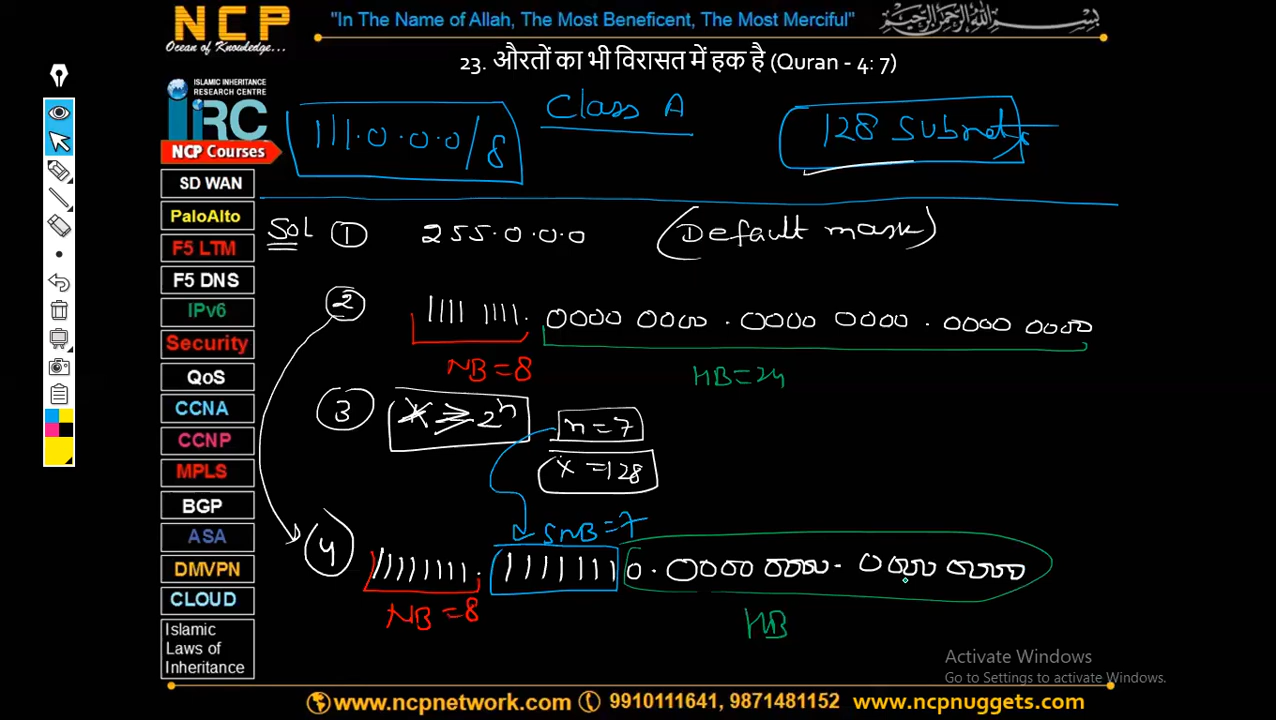 NCP
Ocean of Knowledge...
"In The Name of Allah, The Most Beneficent, The Most Merciful"
بِسْمِ اللَّهِ الرَّحْمَٰنِ الرَّحِيمِ
23. औरतों का भी विरासत में हक है (Quran - 4: 7)
ISLAMIC INHERITANCE
RESEARCH CENTRE
IRC
NCP Courses
SD WAN
PaloAlto
F5 LTM
F5 DNS
IPv6
Security
QoS
CCNA
CCNP
MPLS
BGP
ASA
DMVPN
CLOUD
Islamic
Laws of
Inheritance
Class A
111.0.0.0/8
128 Subnets
Sol ① 255.0.0.0 (Default mask)
② 1111 1111. 0000 0000 . 0000 0000 . 0000 0000
NB=8 HB=24
③ X ≥ 2ⁿ n=7
X=128
SNB=7
④ 11111111. 11111110. 0000 0000. 0000 0000
NB=8 HB
Activate Windows
Go to Settings to activate Windows.
www.ncpnetwork.com 9910111641, 9871481152 www.ncpnuggets.com